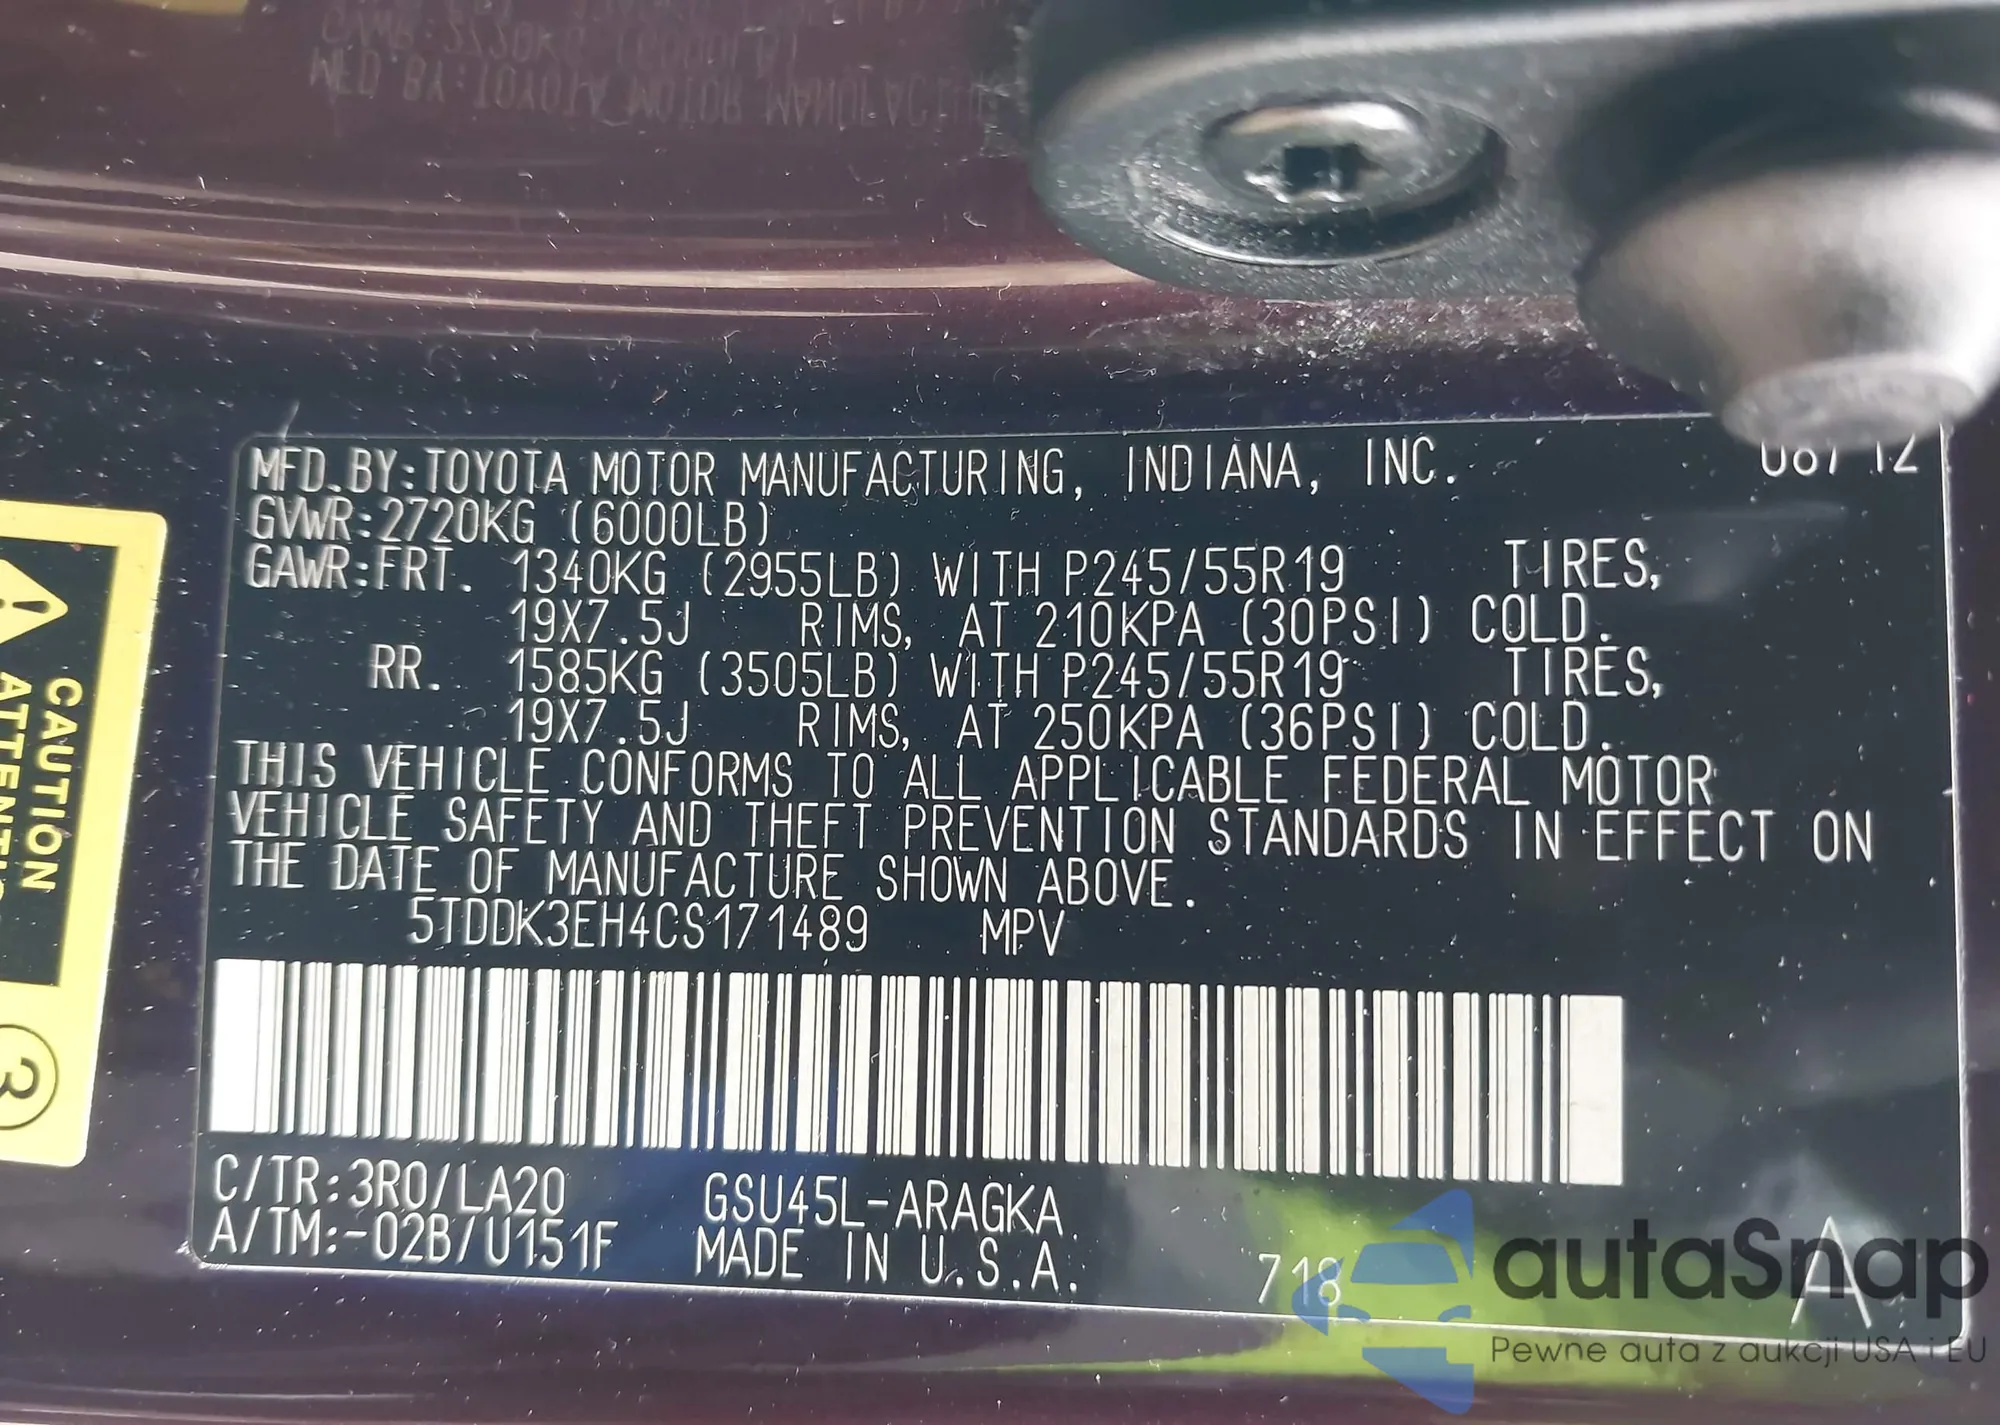 MFD. BY: TOYOTA MOTOR MANUFACTURING, INDIANA, INC. 08/12
GVWR: 2720KG (6000LB)
GAWR: FRT. 1340KG (2955LB) WITH P245/55R19 TIRES,
19X7.5J RIMS, AT 210KPA (30PSI) COLD.
RR. 1585KG (3505LB) WITH P245/55R19 TIRES,
19X7.5J RIMS, AT 250KPA (36PSI) COLD.
THIS VEHICLE CONFORMS TO ALL APPLICABLE FEDERAL MOTOR
VEHICLE SAFETY AND THEFT PREVENTION STANDARDS IN EFFECT ON
THE DATE OF MANUFACTURE SHOWN ABOVE.
5TDDK3EH4CS171489 MPV
C/TR: 3R0/LA20 GSU45L-ARAGKA
A/TM: -02B/U151F MADE IN U.S.A. 718 A
CAUTION
3
autaSnap
Pewne auta z aukcji USA i EU